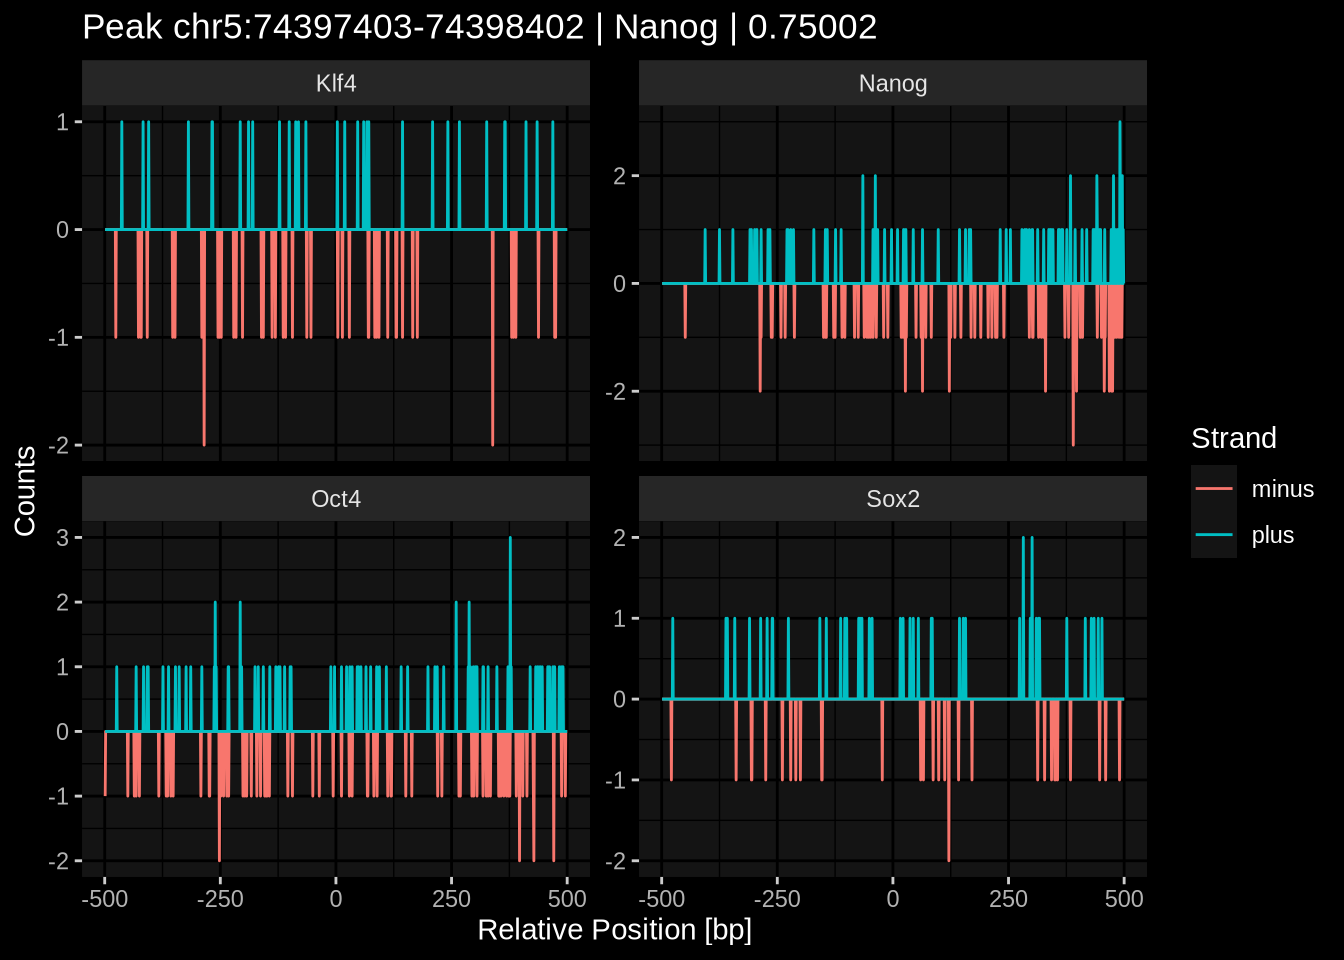 Peak chr5:74397403-74398402 | Nanog | 0.75002
Klf4
Nanog
1
0
-1
-2
2
0
-2
Counts
Oct4
Sox2
3
2
1
0
-1
-2
2
1
0
-1
-2
-500 -250 0 250 500
-500 -250 0 250 500
Relative Position [bp]
Strand
minus
plus